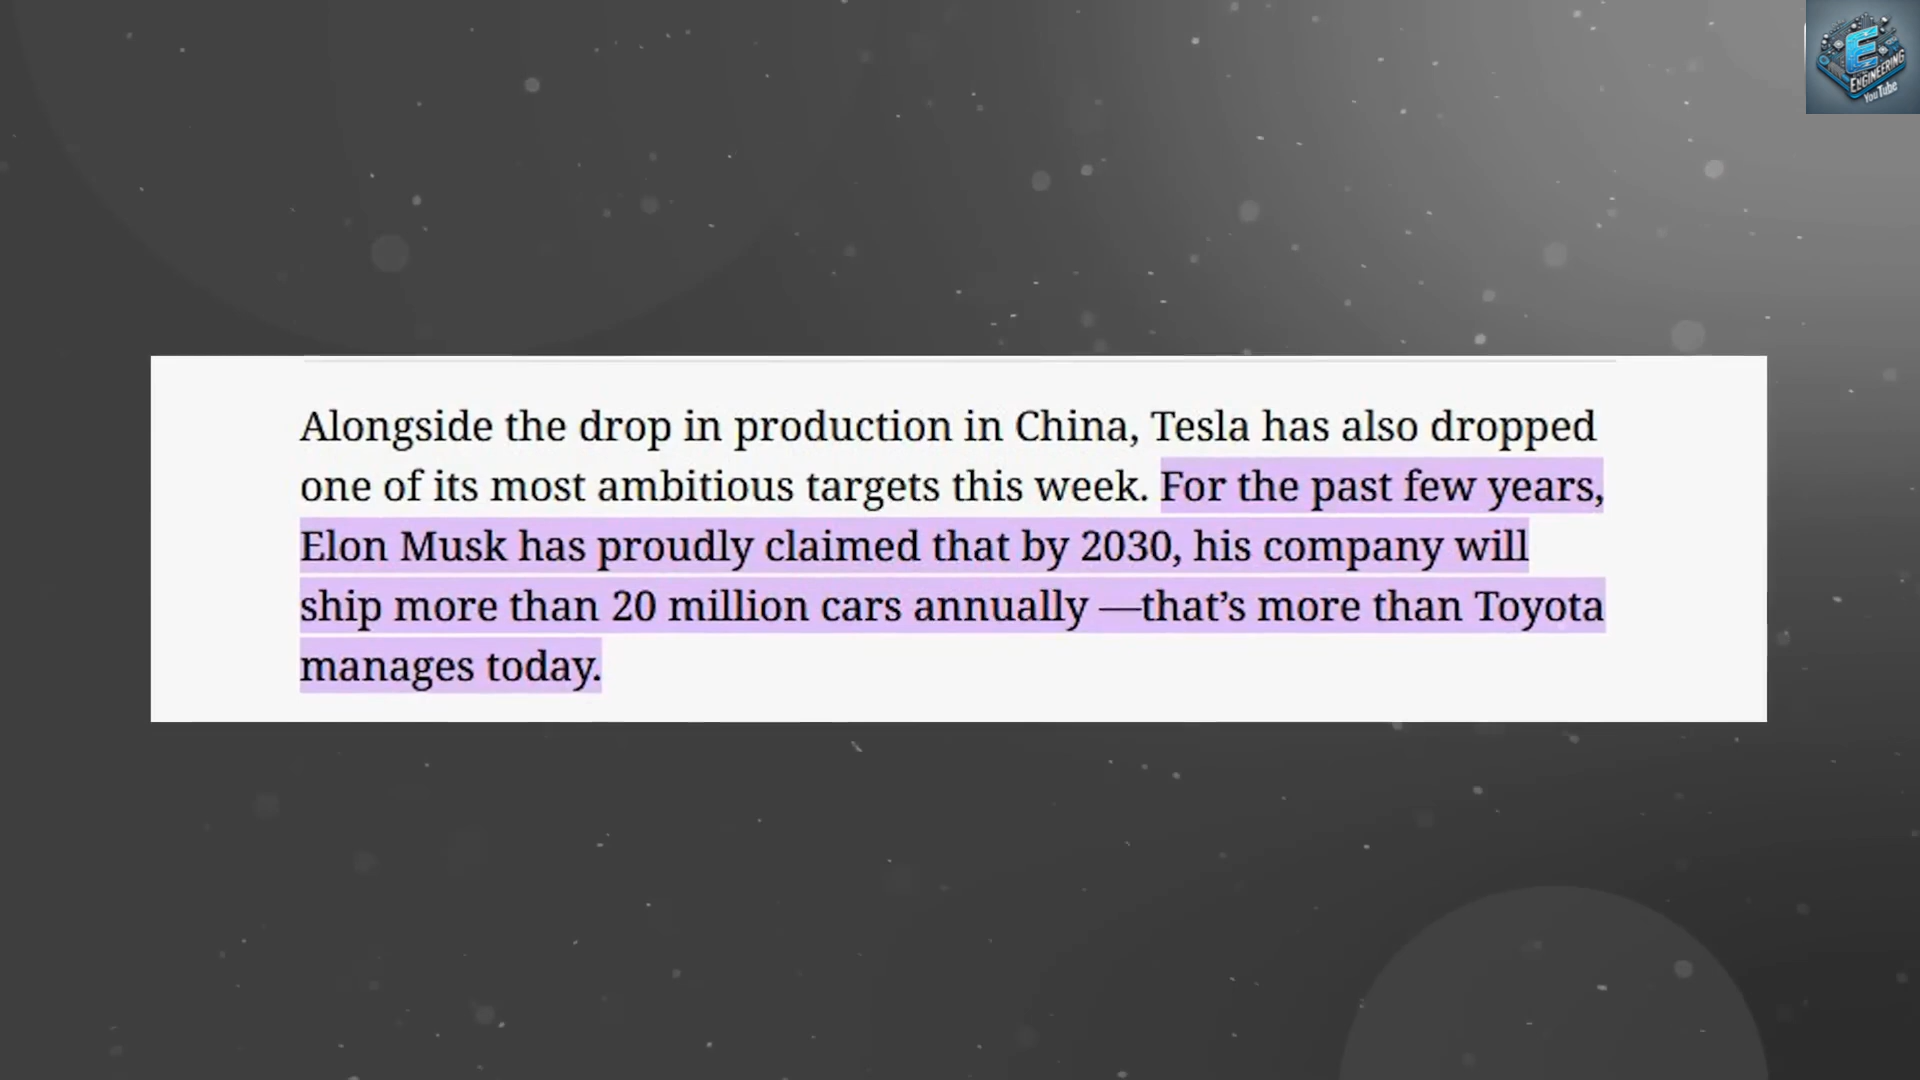 E
ENGINEERING
YouTube
Alongside the drop in production in China, Tesla has also dropped
one of its most ambitious targets this week. For the past few years,
Elon Musk has proudly claimed that by 2030, his company will
ship more than 20 million cars annually —that’s more than Toyota
manages today.